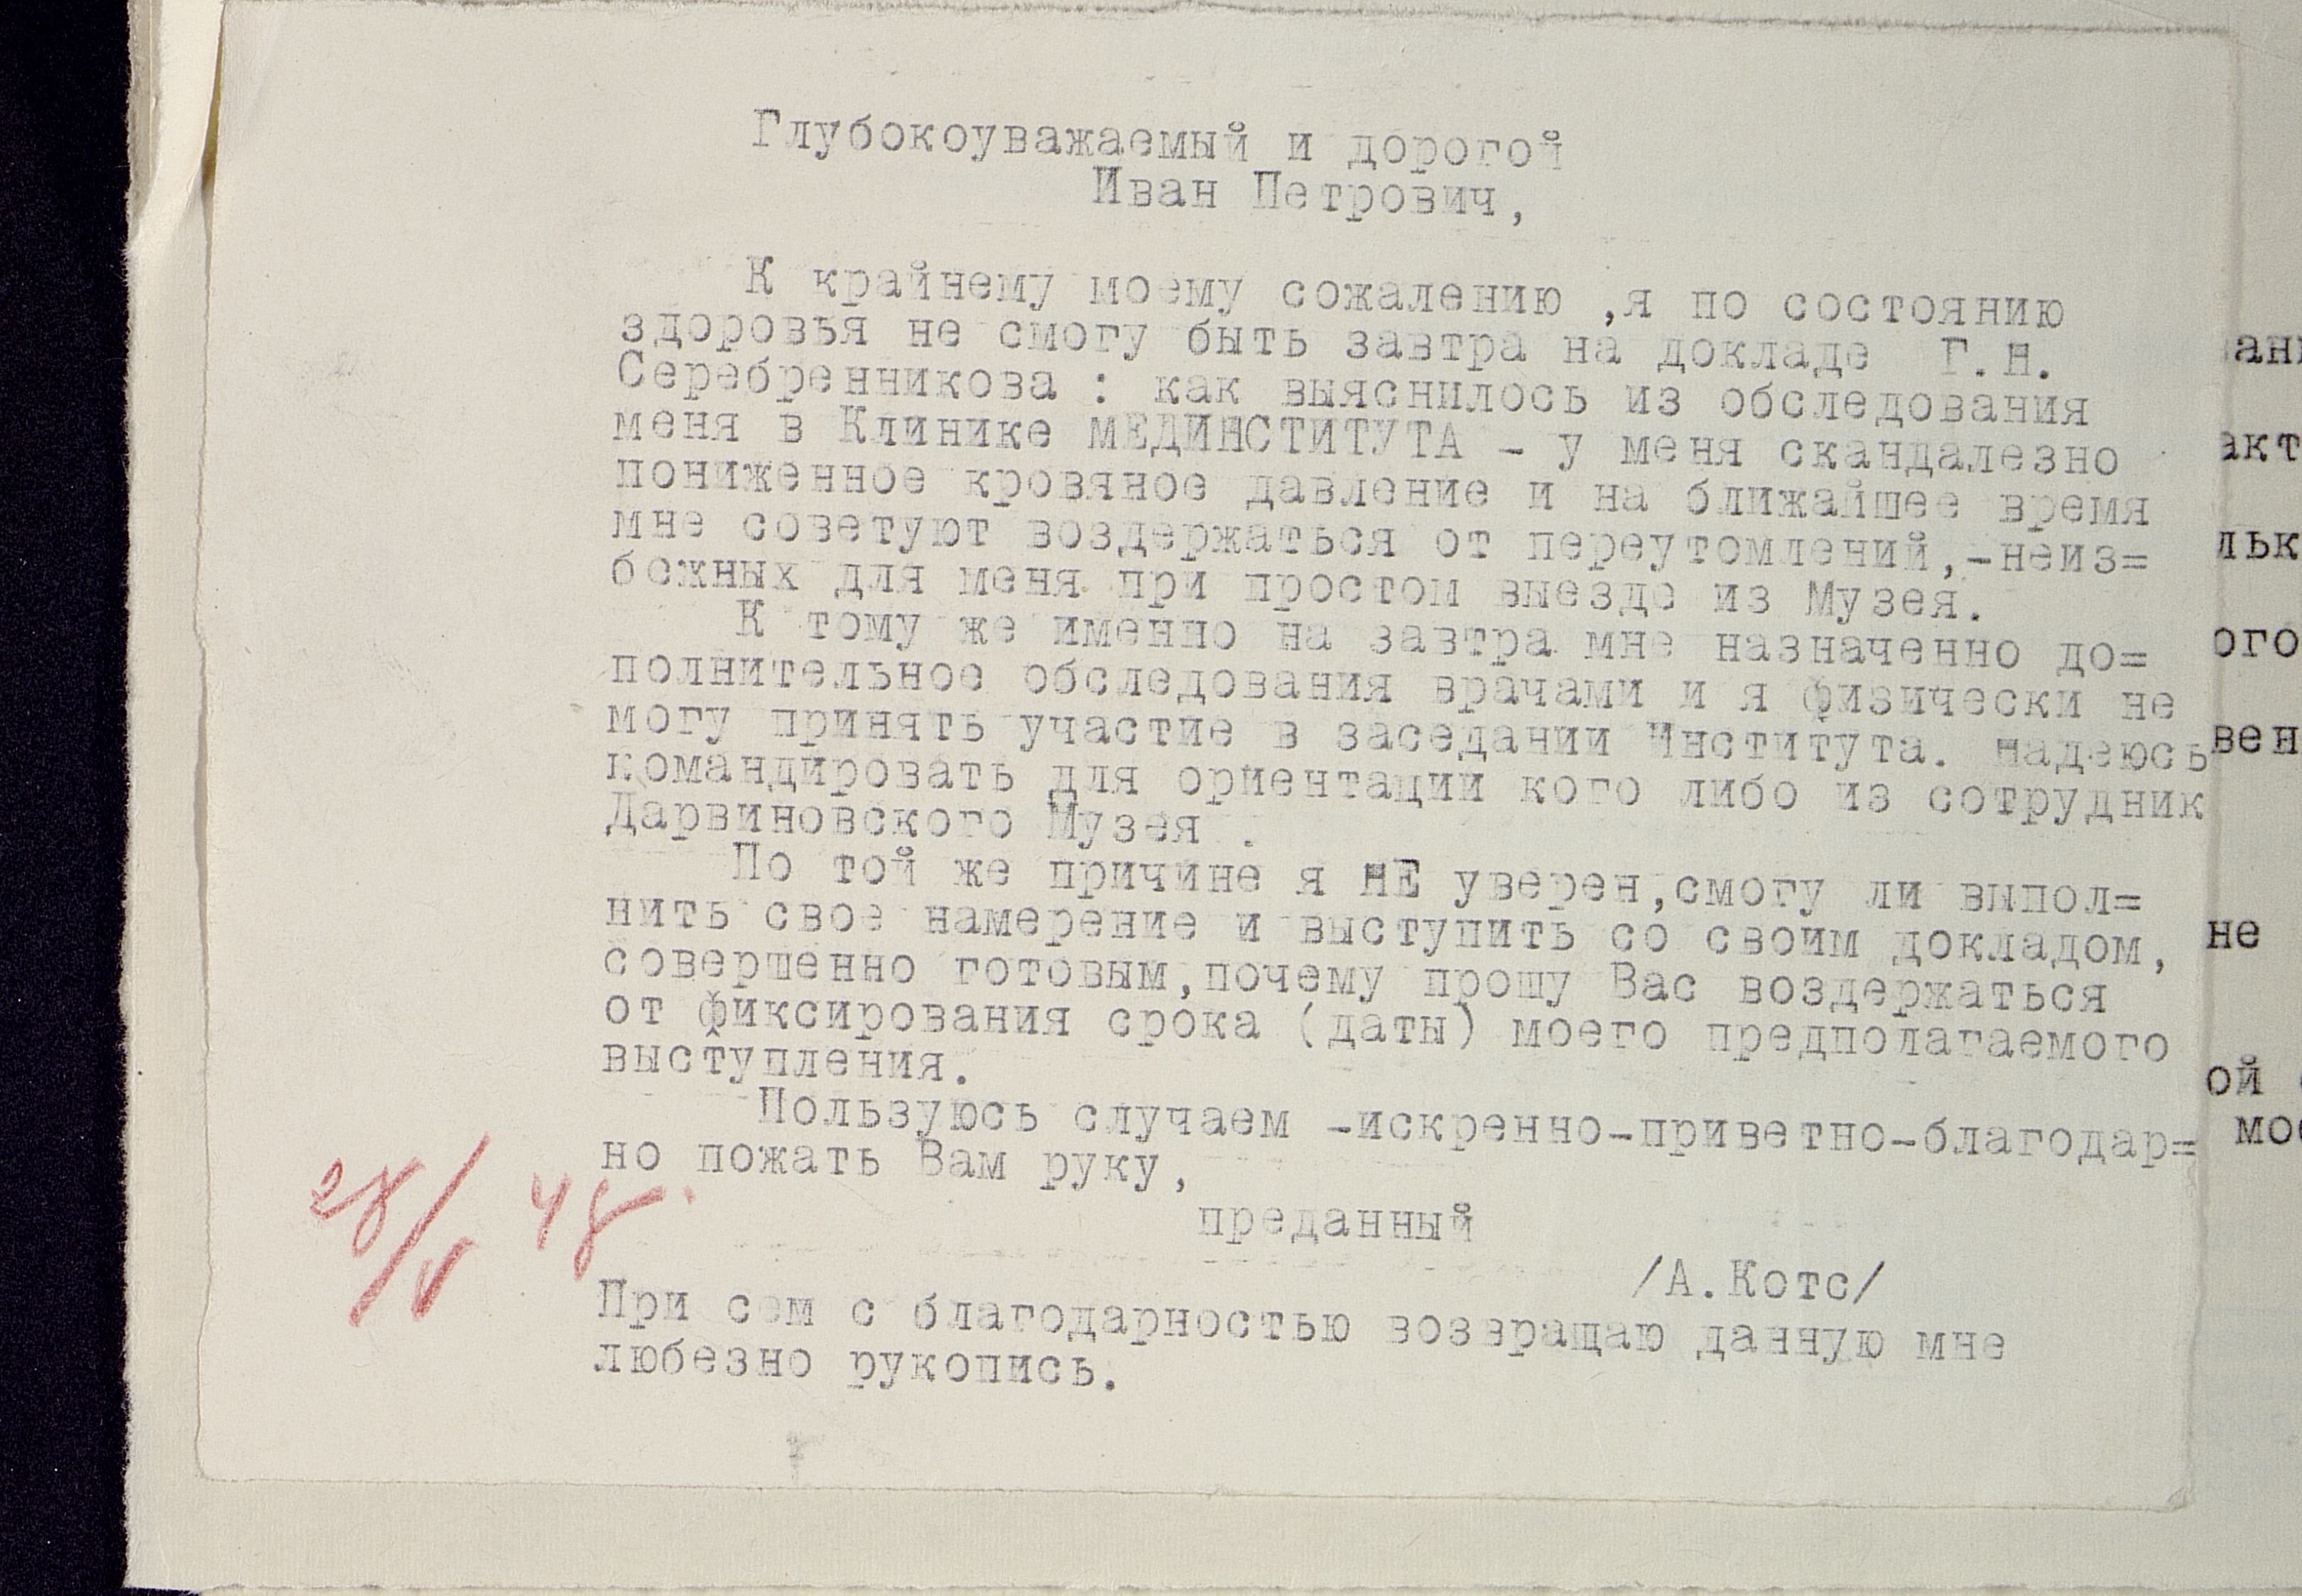 Глубокоуважаемый и дорогой
Иван Петрович,
К крайнему моему сожалению ,я по состоянию
здоровья не смогу быть завтра на докладе Г.Н.
Серебренникова : как выяснилось из обследования
меня в Клинике МЕДИНСТИТУТА - у меня скандалезно
пониженное кровяное давление и на ближайшее время
мне советуют воздержаться от переутомлений,-неиз=
бежных для меня при простом выезде из Музея.
К тому же именно на завтра мне назначенно до=
полнительное обследования врачами и я физически не
могу принять участие в заседании Института. Надеюсь
командировать для ориентации кого либо из сотрудник
Дарвиновского Музея .
По той же причине я НЕ уверен,смогу ли выпол=
нить свое намерение и выступить со своим докладом,
совершенно готовым,почему прошу Вас воздержаться
от фиксирования срока (даты) моего предполагаемого
выступления.
Пользуюсь случаем -искренно-приветно-благодар=
но пожать Вам руку,
преданный
28/V 48.
/А.Котс/
При сем с благодарностью возвращаю данную мне
любезно рукопись.